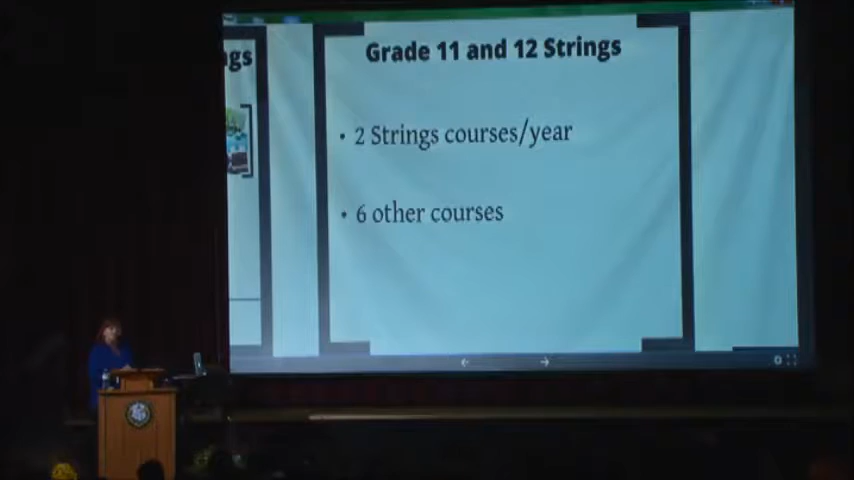 Grade 11 and 12 Strings
• 2 Strings courses/year
• 6 other courses